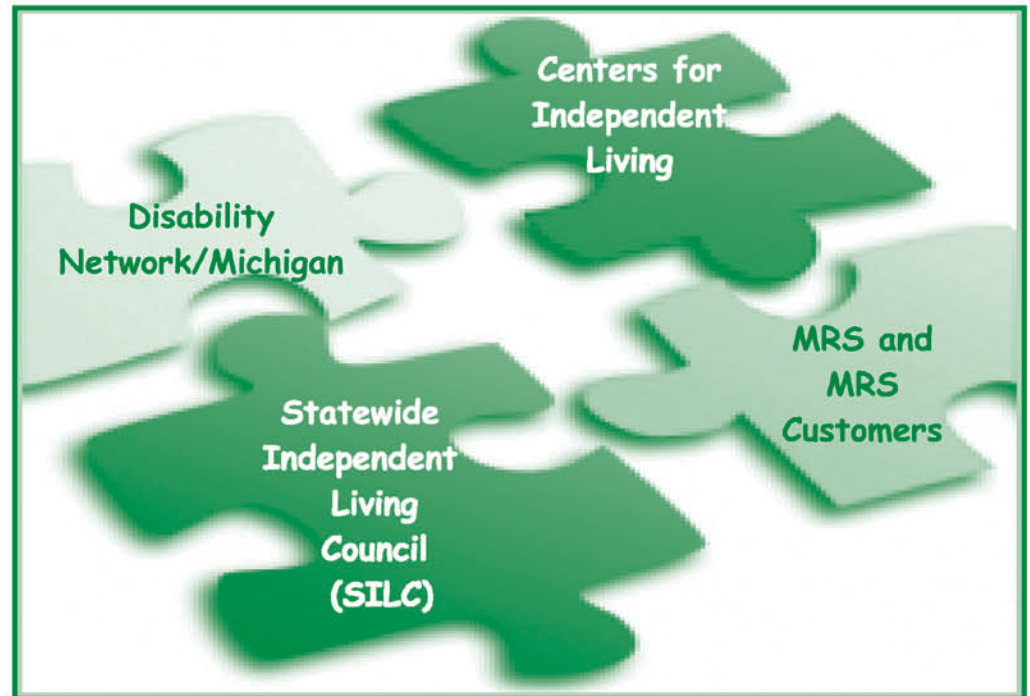 Centers for
Independent
Living
Disability
Network/Michigan
MRS and
MRS
Customers
Statewide
Independent
Living
Council
(SILC)